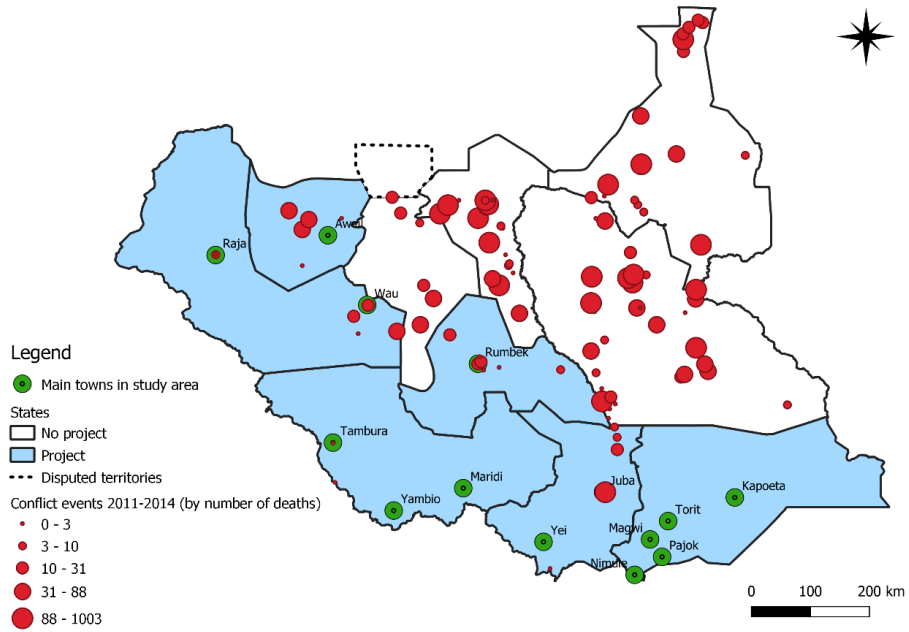 Aweil
Raja
Wau
Rumbek
Tambura
Maridi
Yambio
Juba
Kapoeta
Torit
Magwi
Yei
Pajok
Nimule
Legend
Main towns in study area
States
No project
Project
Disputed territories
Conflict events 2011-2014 (by number of deaths)
0 - 3
3 - 10
10 - 31
31 - 88
88 - 1003
0 100 200 km